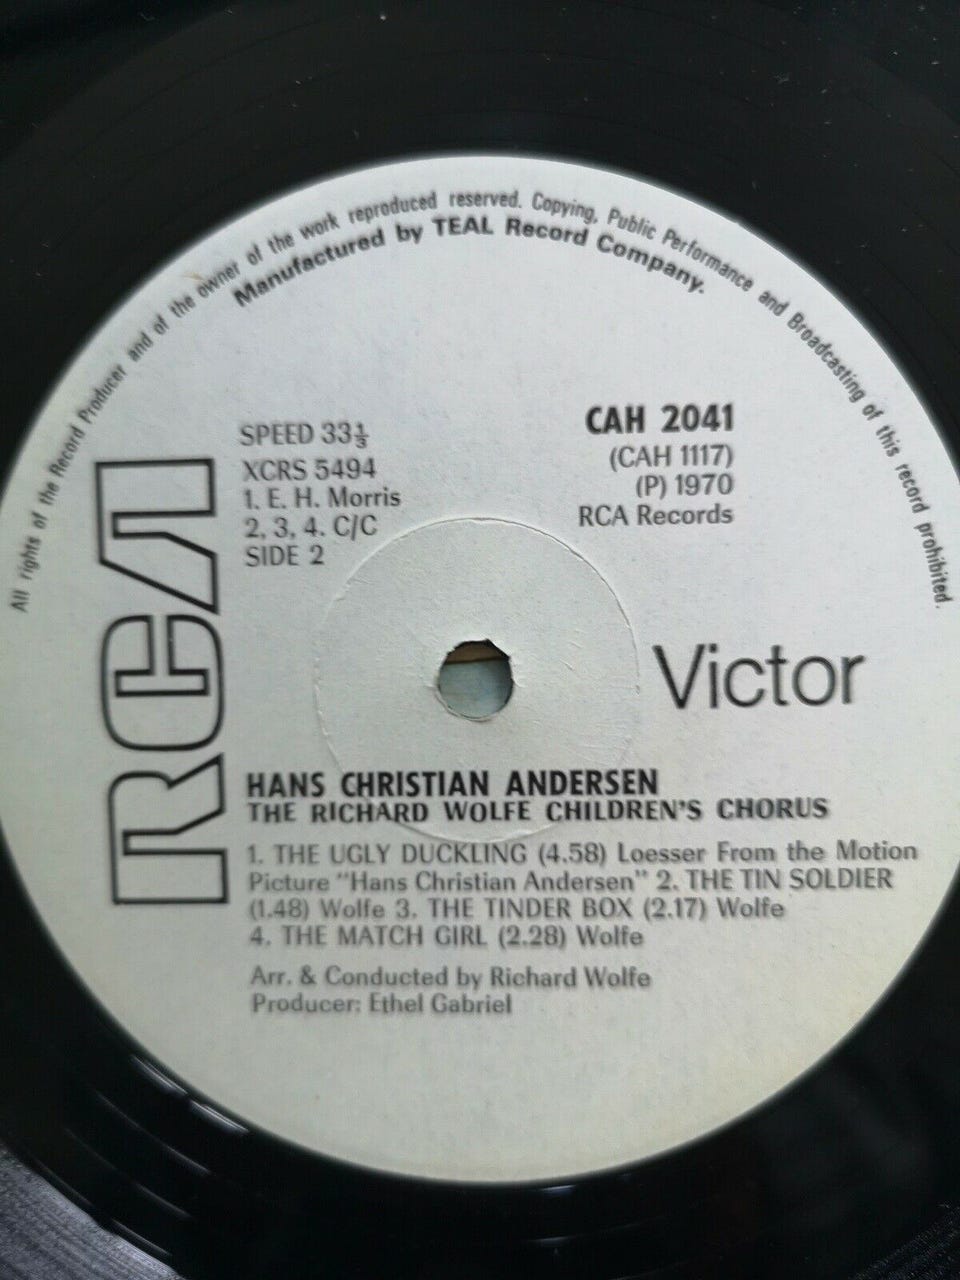 All rights of the Record Producer and of the owner of the work reproduced reserved. Copying, Public Performance and Broadcasting of this record prohibited.
Manufactured by TEAL Record Company.
SPEED 33⅓
XCRS 5494
1. E. H. Morris
2, 3, 4. C/C
SIDE 2
CAH 2041
(CAH 1117)
(P) 1970
RCA Records
RCA
Victor
HANS CHRISTIAN ANDERSEN
THE RICHARD WOLFE CHILDREN'S CHORUS
1. THE UGLY DUCKLING (4.58) Loesser From the Motion
Picture "Hans Christian Andersen" 2. THE TIN SOLDIER
(1.48) Wolfe 3. THE TINDER BOX (2.17) Wolfe
4. THE MATCH GIRL (2.28) Wolfe
Arr. & Conducted by Richard Wolfe
Producer: Ethel Gabriel